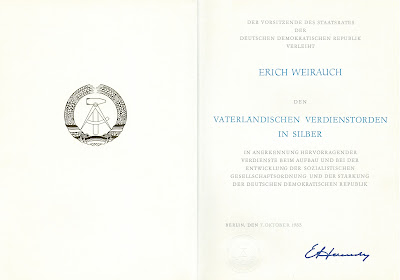 DER VORSITZENDE DES STAATSRATES
DER
DEUTSCHEN DEMOKRATISCHEN REPUBLIK
VERLEIHT
ERICH WEIRAUCH
DEN
VATERLÄNDISCHEN VERDIENSTORDEN
IN SILBER
IN ANERKENNUNG HERVORRAGENDER
VERDIENSTE BEIM AUFBAU UND BEI DER
ENTWICKLUNG DER SOZIALISTISCHEN
GESELLSCHAFTSORDNUNG UND DER STÄRKUNG
DER DEUTSCHEN DEMOKRATISCHEN REPUBLIK
BERLIN, DEN 7. OKTOBER